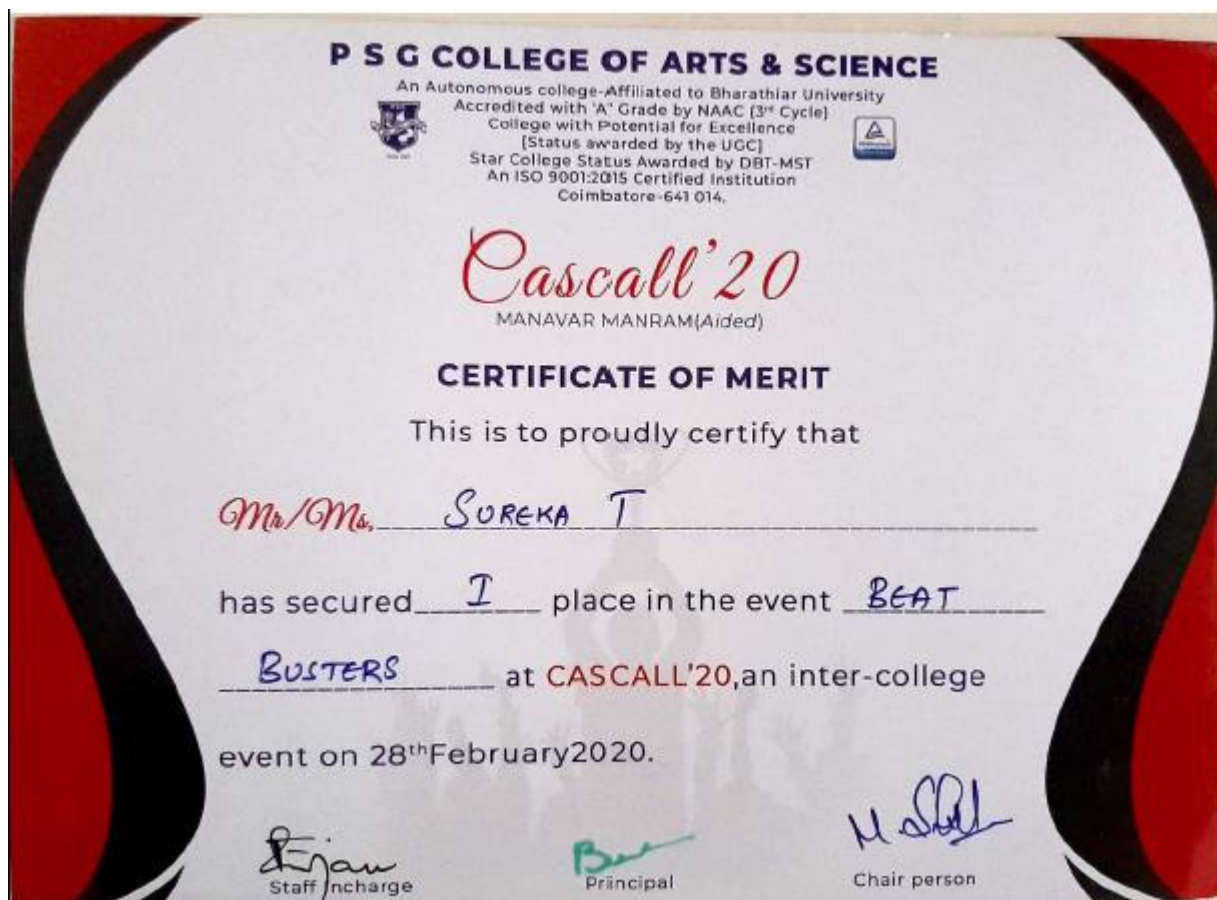 P S G COLLEGE OF ARTS & SCIENCE
An Autonomous college-Affiliated to Bharathiar University
Accredited with 'A' Grade by NAAC (3rd Cycle)
College with Potential for Excellence
[Status awarded by the UGC]
Star College Status Awarded by DBT-MST
An ISO 9001:2015 Certified Institution
Coimbatore-641 014.
Cascall'20
MANAVAR MANRAM(Aided)
CERTIFICATE OF MERIT
This is to proudly certify that
Mr/Ms. SUREKA T
has secured I place in the event BEAT
BUSTERS at CASCALL'20,an inter-college
event on 28thFebruary2020.
Staff Incharge Priincipal Chair person